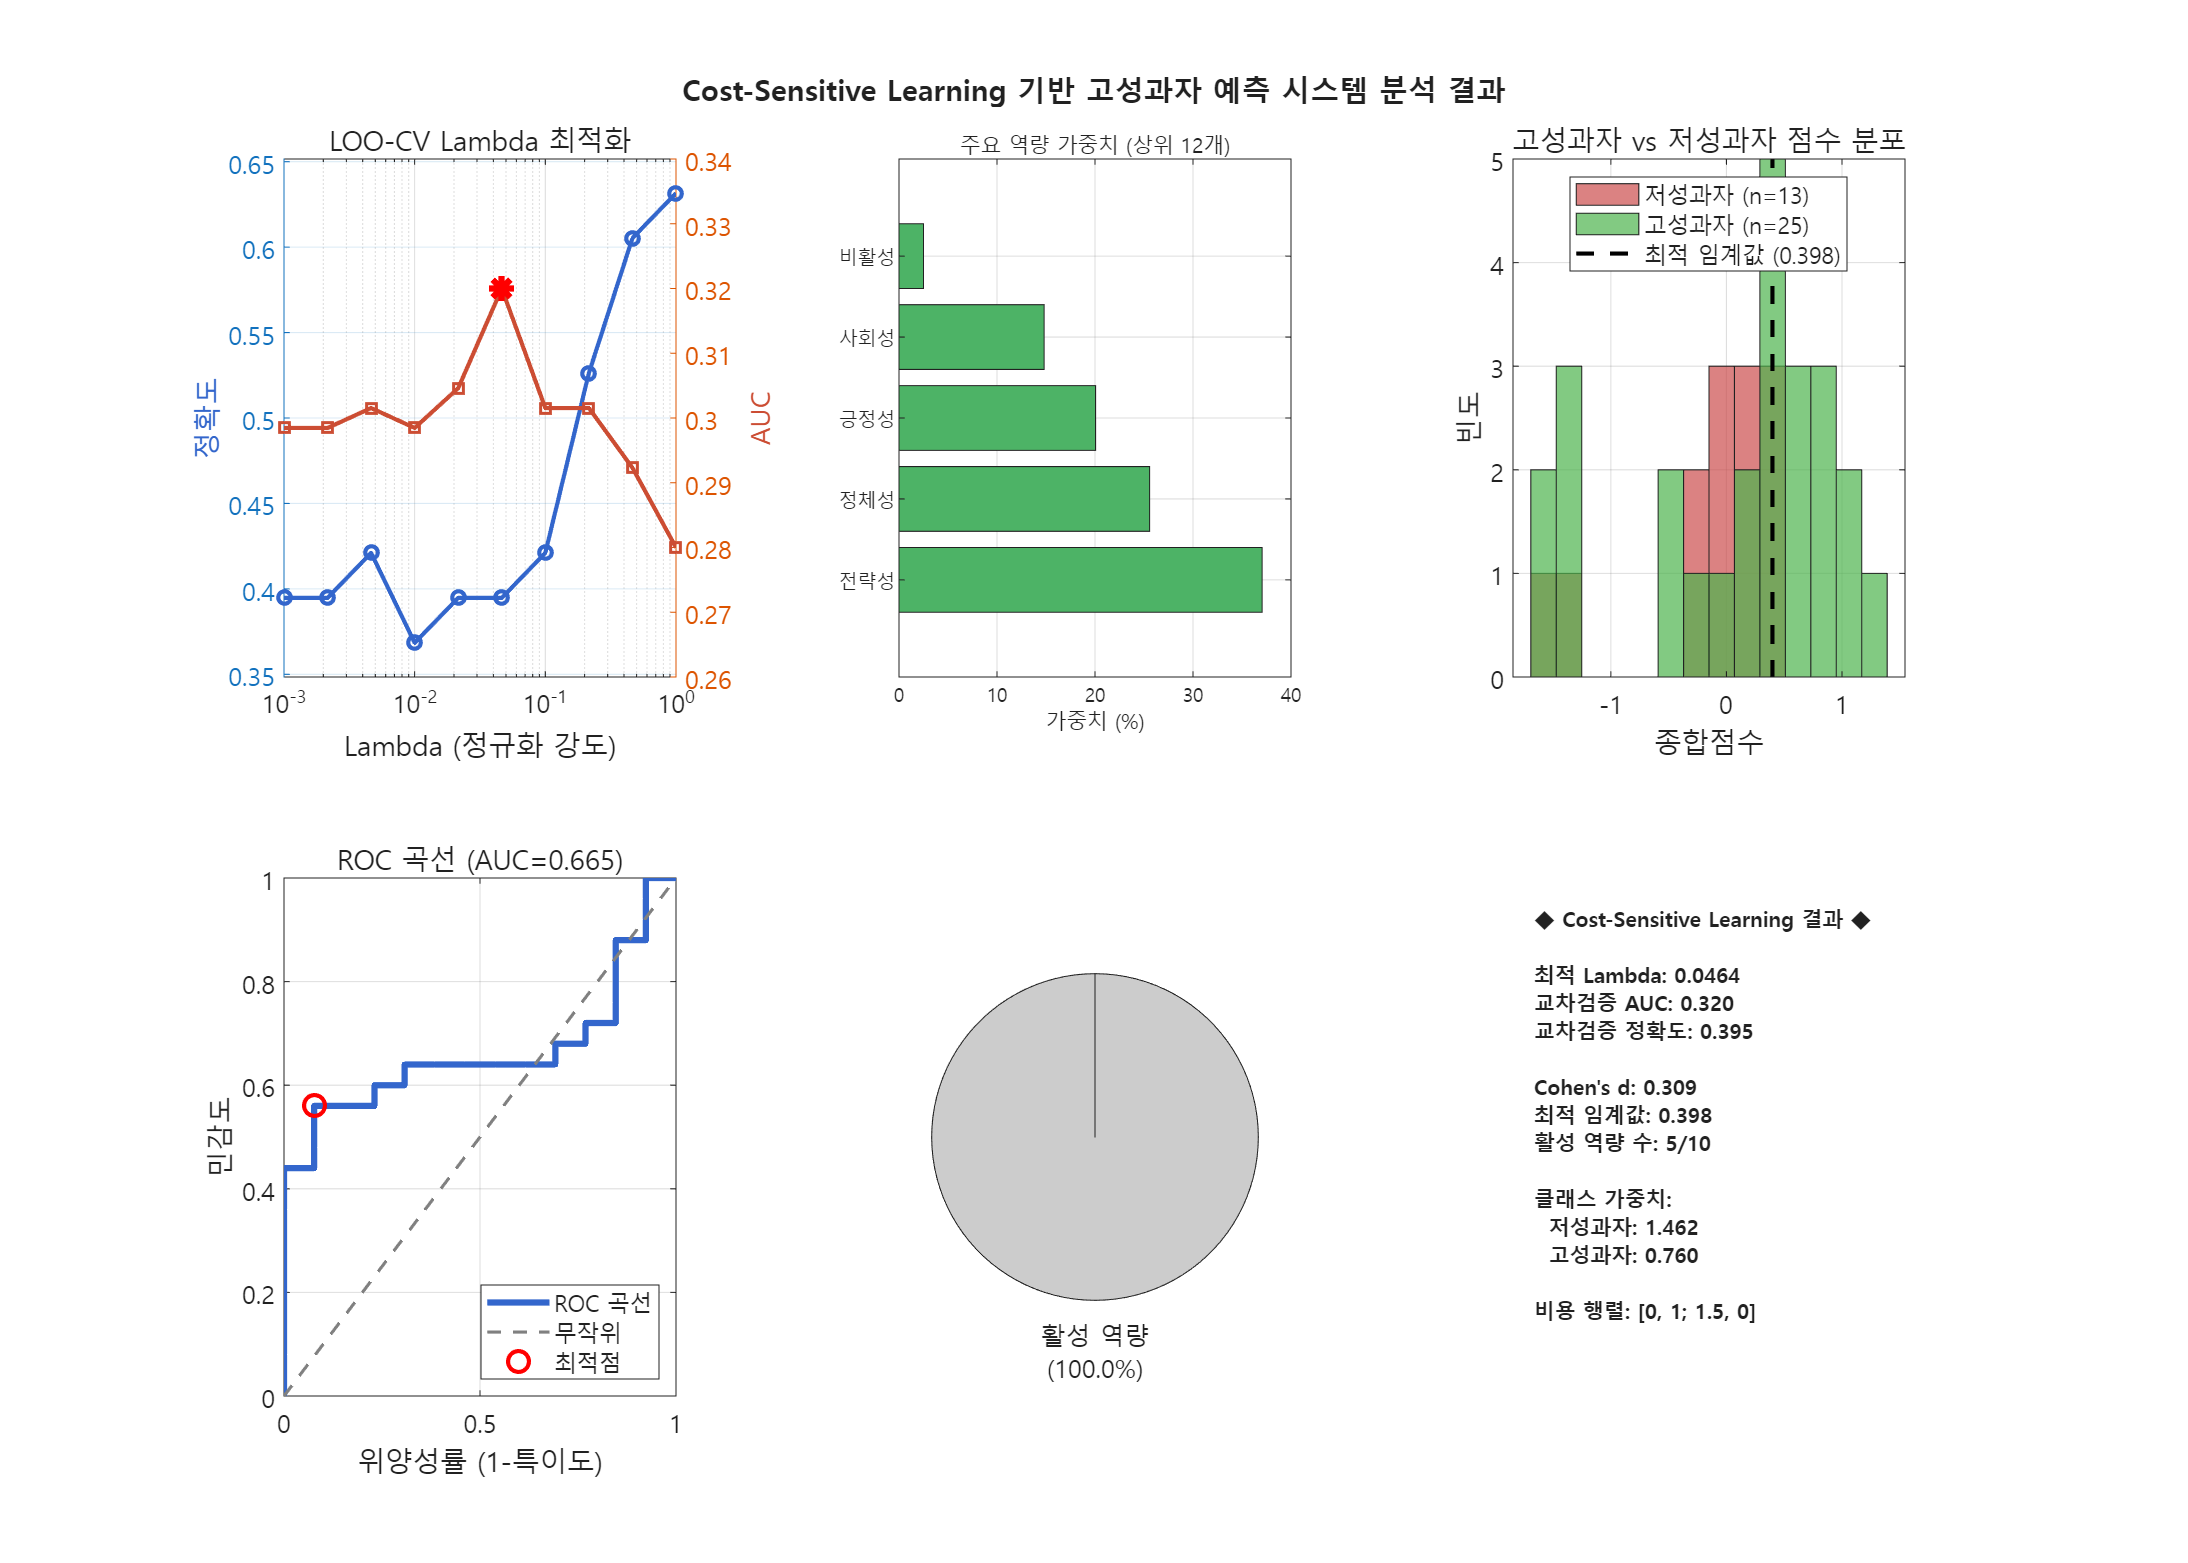 Cost-Sensitive Learning 기반 고성과자 예측 시스템 분석 결과
LOO-CV Lambda 최적화
0.65
0.6
0.55
0.5
0.45
0.4
0.35
정확도
0.34
0.33
0.32
0.31
0.3
0.29
0.28
0.27
0.26
AUC
10-3
10-2
10-1
100
Lambda (정규화 강도)
주요 역량 가중치 (상위 12개)
비활성
사회성
긍정성
정체성
전략성
0
10
20
30
40
가중치 (%)
고성과자 vs 저성과자 점수 분포
5
4
3
2
1
0
빈도
저성과자 (n=13)
고성과자 (n=25)
최적 임계값 (0.398)
-1
0
1
종합점수
ROC 곡선 (AUC=0.665)
1
0.8
0.6
0.4
0.2
0
민감도
ROC 곡선
무작위
최적점
0
0.5
1
위양성률 (1-특이도)
활성 역량
(100.0%)
◆ Cost-Sensitive Learning 결과 ◆
최적 Lambda: 0.0464
교차검증 AUC: 0.320
교차검증 정확도: 0.395
Cohen's d: 0.309
최적 임계값: 0.398
활성 역량 수: 5/10
클래스 가중치:
저성과자: 1.462
고성과자: 0.760
비용 행렬: [0, 1; 1.5, 0]